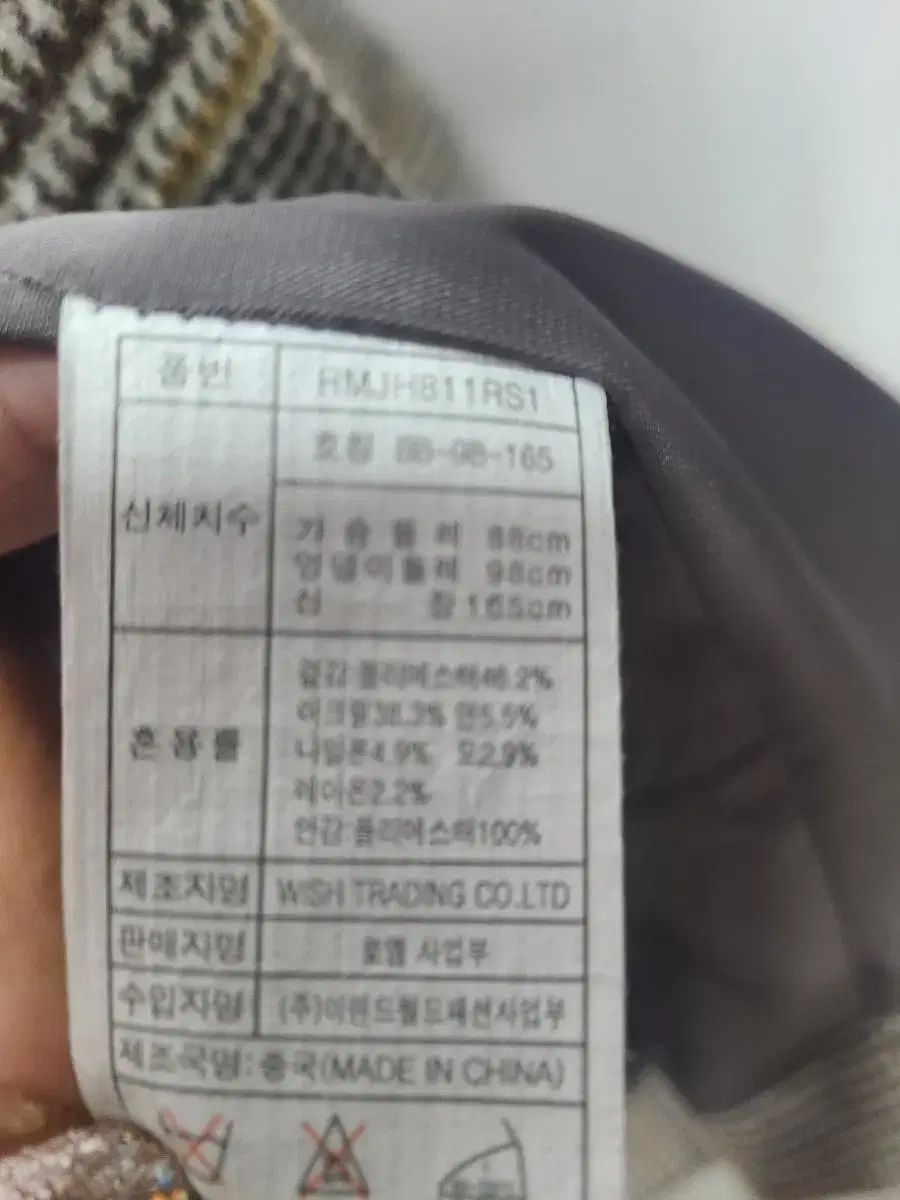 품번 RMJH811RS1
호칭 88-98-165
신체치수
가슴둘레 88cm
엉덩이둘레 98cm
신장 165cm
혼용률
겉감:폴리에스터46.2%
아크릴38.3% 면5.5%
나일론4.9% 모2.9%
레이온2.2%
안감:폴리에스터100%
제조자명 WISH TRADING CO.LTD
판매자명 로엠 사업부
수입자명 (주)이랜드월드패션사업부
제조국명:중국(MADE IN CHINA)